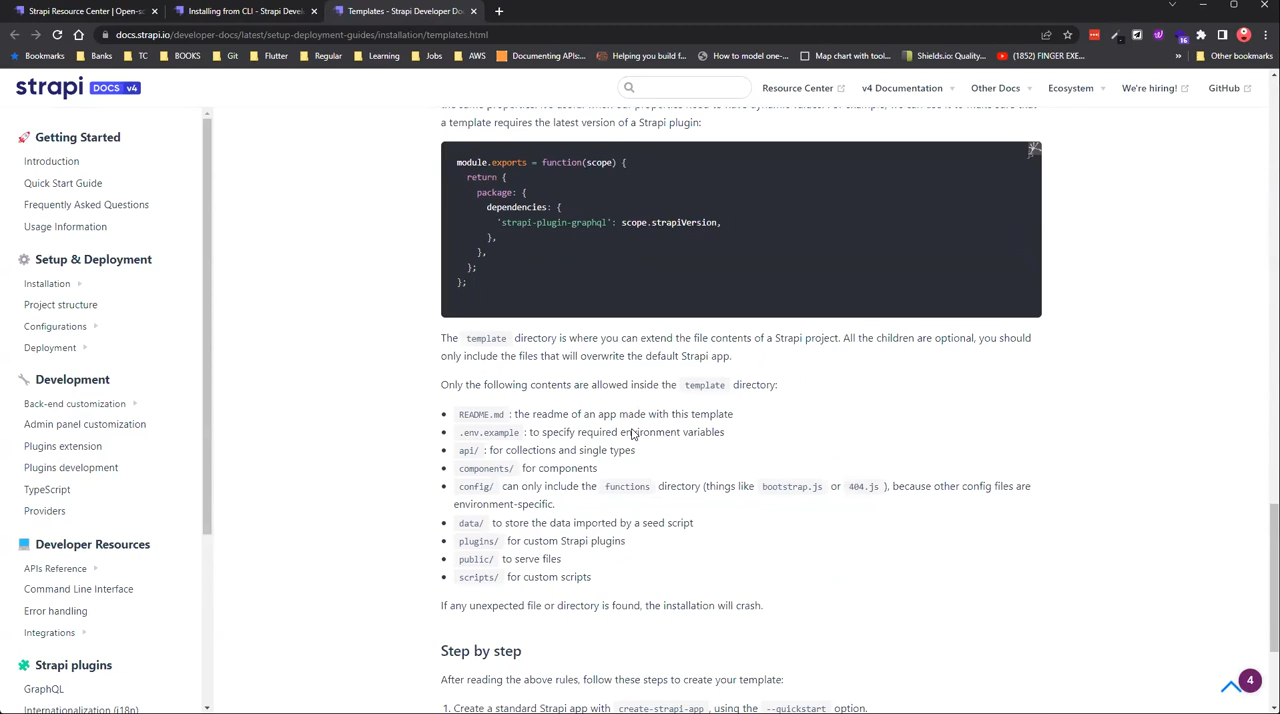 Strapi Resource Center | Open-so
Installing from CLI - Strapi Devel
Templates - Strapi Developer Doc
docs.strapi.io/developer-docs/latest/setup-deployment-guides/installation/templates.html
Bookmarks
Banks
TC
BOOKS
Git
Flutter
Regular
Learning
Jobs
AWS
Documenting APIs:...
Helping you build f...
How to model one-...
Map chart with tool...
Shields.io: Quality...
(1852) FINGER EXE...
»
Other bookmarks
strapi DOCS v4
Resource Center
v4 Documentation
Other Docs
Ecosystem
We're hiring!
GitHub
Getting Started
Introduction
Quick Start Guide
Frequently Asked Questions
Usage Information
Setup & Deployment
Installation
Project structure
Configurations
Deployment
Development
Back-end customization
Admin panel customization
Plugins extension
Plugins development
TypeScript
Providers
Developer Resources
APIs Reference
Command Line Interface
Error handling
Integrations
Strapi plugins
GraphQL
Internationalization (i18n)
a template requires the latest version of a Strapi plugin:
module.exports = function(scope) {
return {
package: {
dependencies: {
'strapi-plugin-graphql': scope.strapiVersion,
},
},
};
};
The template directory is where you can extend the file contents of a Strapi project. All the children are optional, you should
only include the files that will overwrite the default Strapi app.
Only the following contents are allowed inside the template directory:
README.md : the readme of an app made with this template
.env.example : to specify required environment variables
api/ : for collections and single types
components/ for components
config/ can only include the functions directory (things like bootstrap.js or 404.js ), because other config files are
environment-specific.
data/ to store the data imported by a seed script
plugins/ for custom Strapi plugins
public/ to serve files
scripts/ for custom scripts
If any unexpected file or directory is found, the installation will crash.
Step by step
After reading the above rules, follow these steps to create your template:
1. Create a standard Strapi app with create-strapi-app, using the --quickstart option.
4